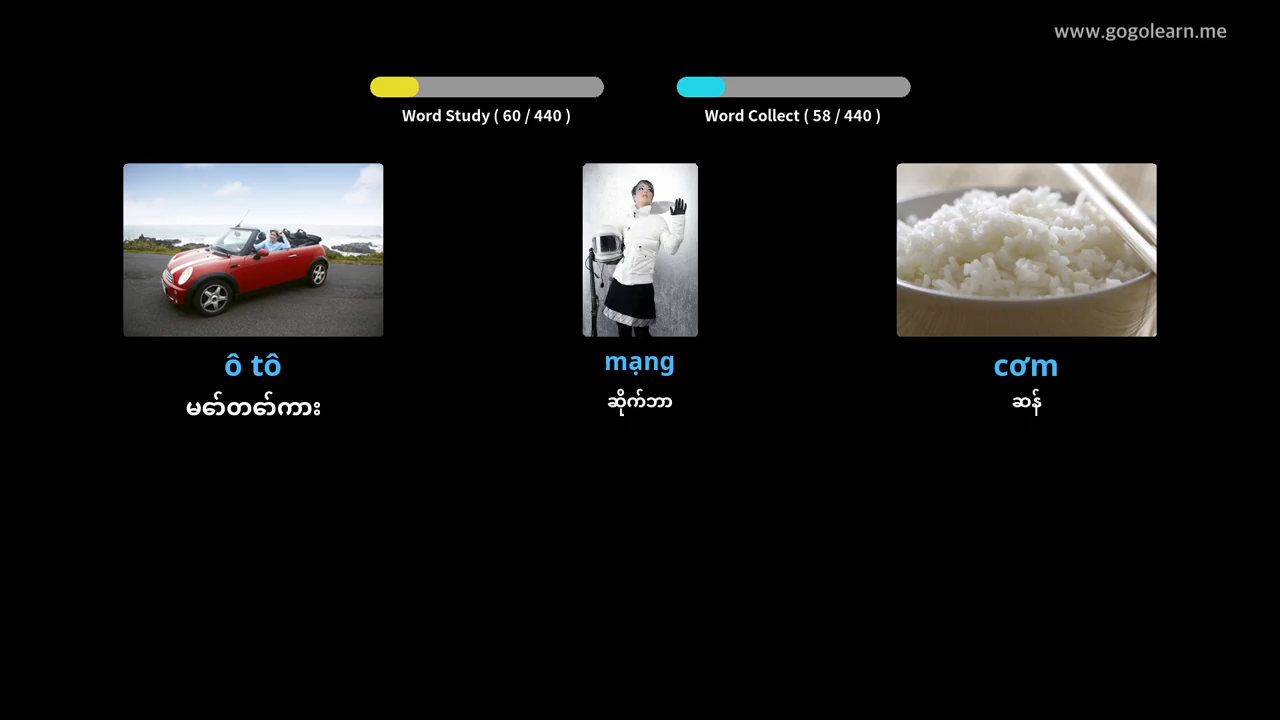 www.gogolearn.me
Word Study ( 60 / 440 )
Word Collect ( 58 / 440 )
ô tô
မော်တော်ကား
mạng
ဆိုက်ဘာ
cơm
ဆန်